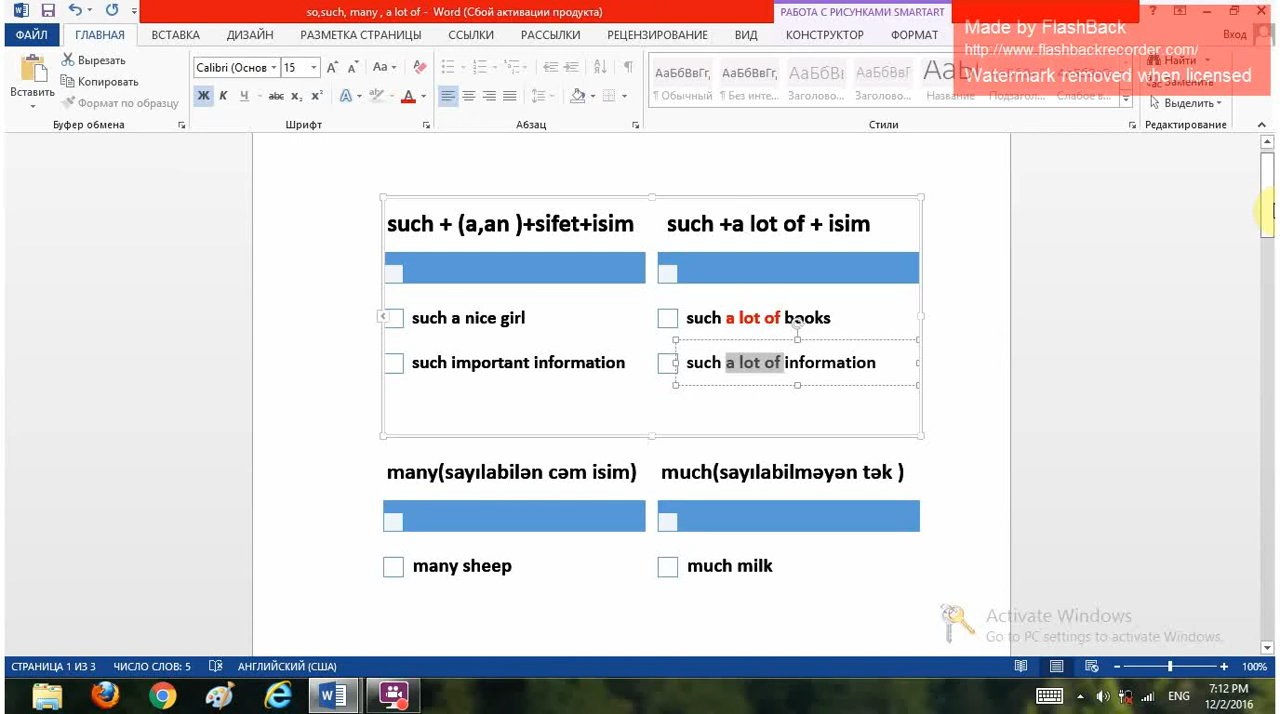 so,such, many , a lot of - Word (Сбой активации продукта)
РАБОТА С РИСУНКАМИ SMARTART
Made by FlashBack
http://www.flashbackrecorder.com/
Watermark removed when licensed
ФАЙЛ ГЛАВНАЯ ВСТАВКА ДИЗАЙН РАЗМЕТКА СТРАНИЦЫ ССЫЛКИ РАССЫЛКИ РЕЦЕНЗИРОВАНИЕ ВИД КОНСТРУКТОР ФОРМАТ Вход
Вставить
Вырезать
Копировать
Формат по образцу
Calibri (Основ 15
АаБбВвГг, АаБбВвГг, АаБбВвГ АаБбВвГ
¶ Обычный ¶ Без инте... Заголово... Заголово... Название Подзагол... Слабое в...
Найти
Заменить
Выделить
Буфер обмена Шрифт Абзац Стили Редактирование
such + (a,an )+sifet+isim
such a nice girl
such important information
such +a lot of + isim
such a lot of books
such a lot of information
many(sayılabilən cəm isim)
many sheep
much(sayılabilməyən tək )
much milk
Activate Windows
Go to PC settings to activate Windows.
СТРАНИЦА 1 ИЗ 3 ЧИСЛО СЛОВ: 5 АНГЛИЙСКИЙ (США) 100%
ENG
7:12 PM
12/2/2016